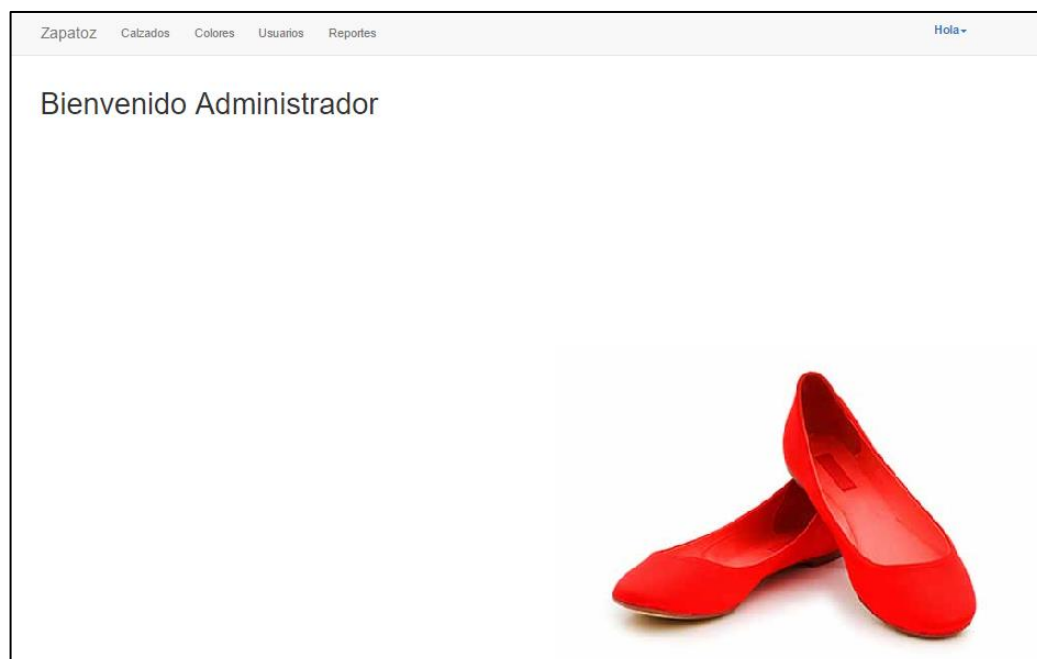 Zapatoz Calzados Colores Usuarios Reportes Hola
Bienvenido Administrador